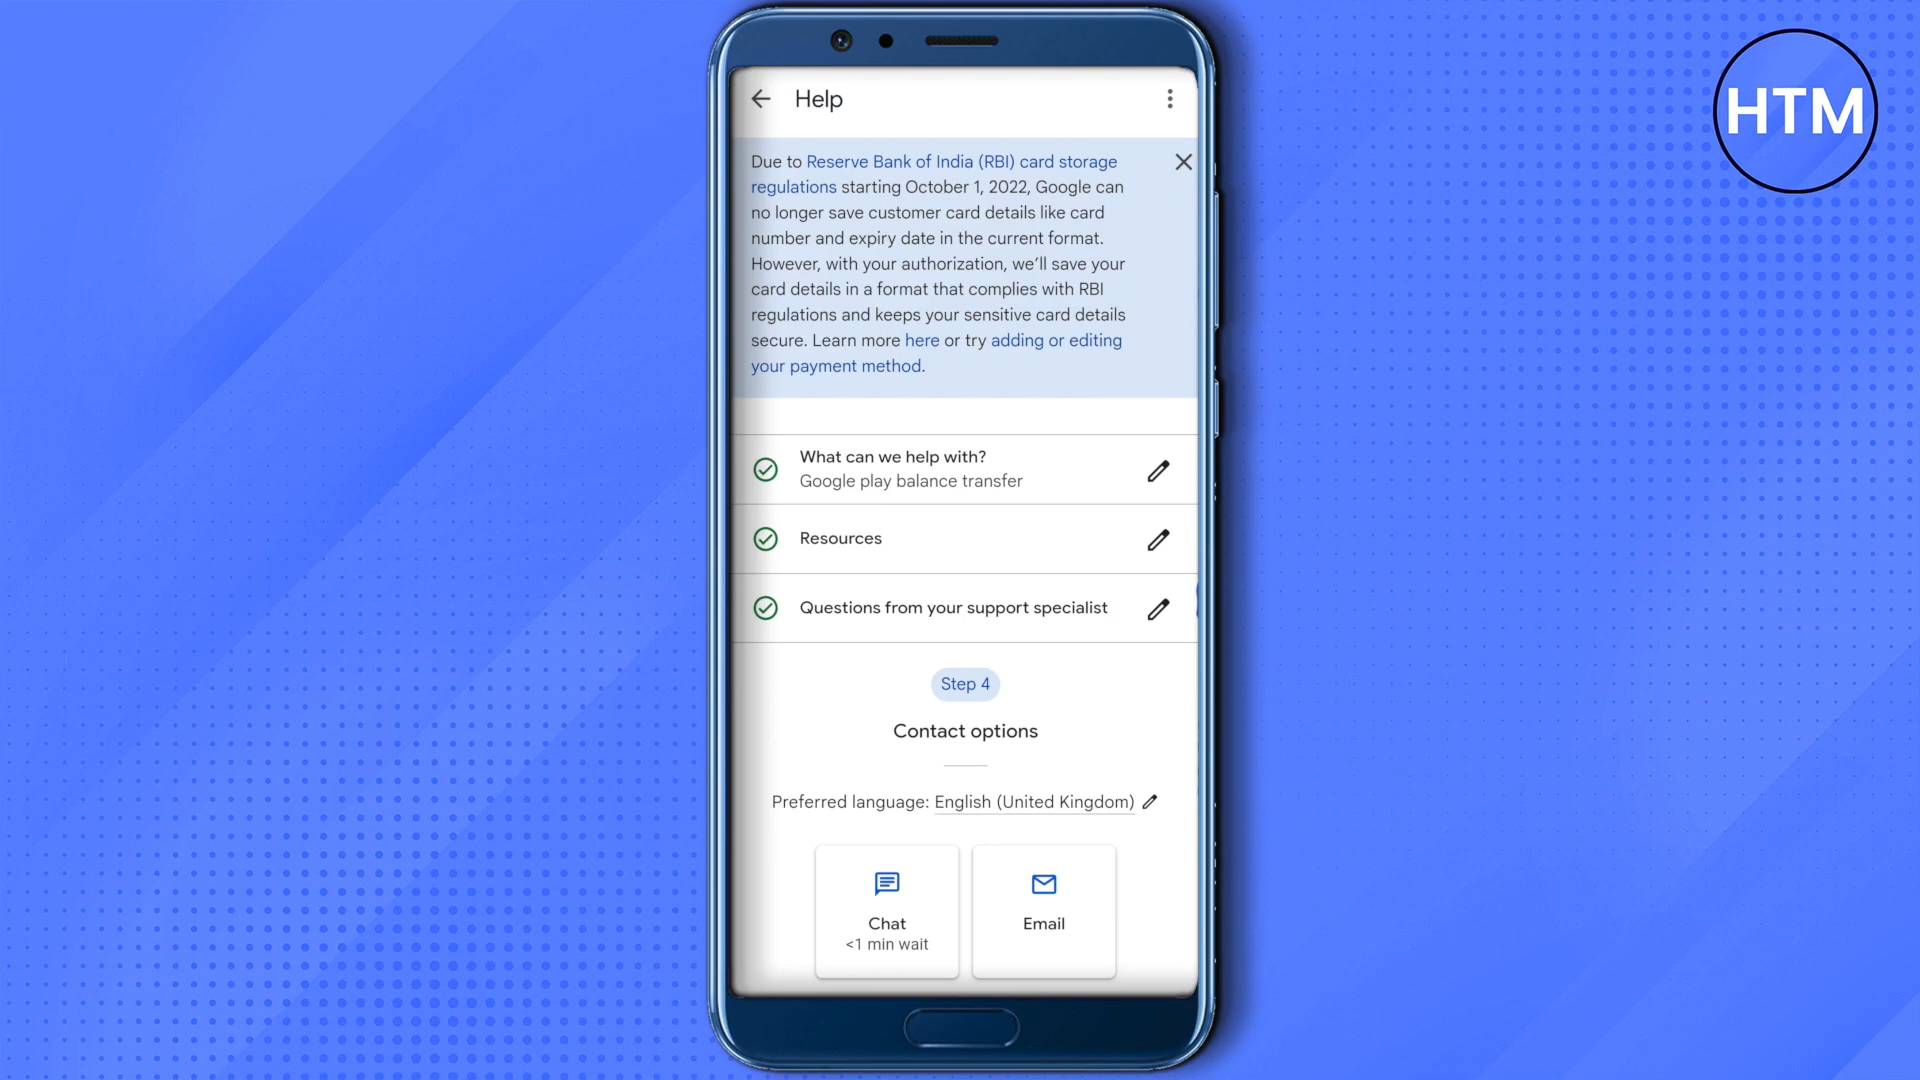 HTM
Help
Due to Reserve Bank of India (RBI) card storage
regulations starting October 1, 2022, Google can
no longer save customer card details like card
number and expiry date in the current format.
However, with your authorization, we’ll save your
card details in a format that complies with RBI
regulations and keeps your sensitive card details
secure. Learn more here or try adding or editing
your payment method.
What can we help with?
Google play balance transfer
Resources
Questions from your support specialist
Step 4
Contact options
Preferred language: English (United Kingdom)
Chat
<1 min wait
Email